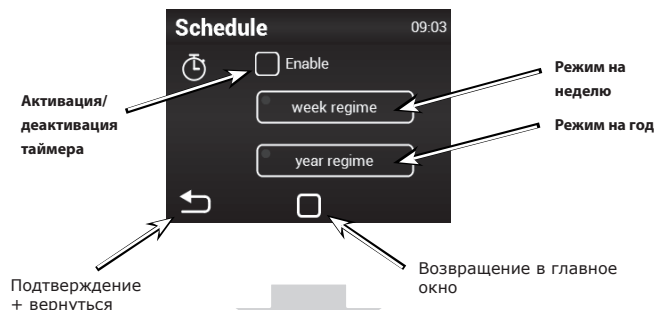 Schedule 09:03
Enable
week regime
year regime
Активация/
деактивация
таймера
Режим на
неделю
Режим на год
Подтверждение
+ вернуться
Возвращение в главное
окно